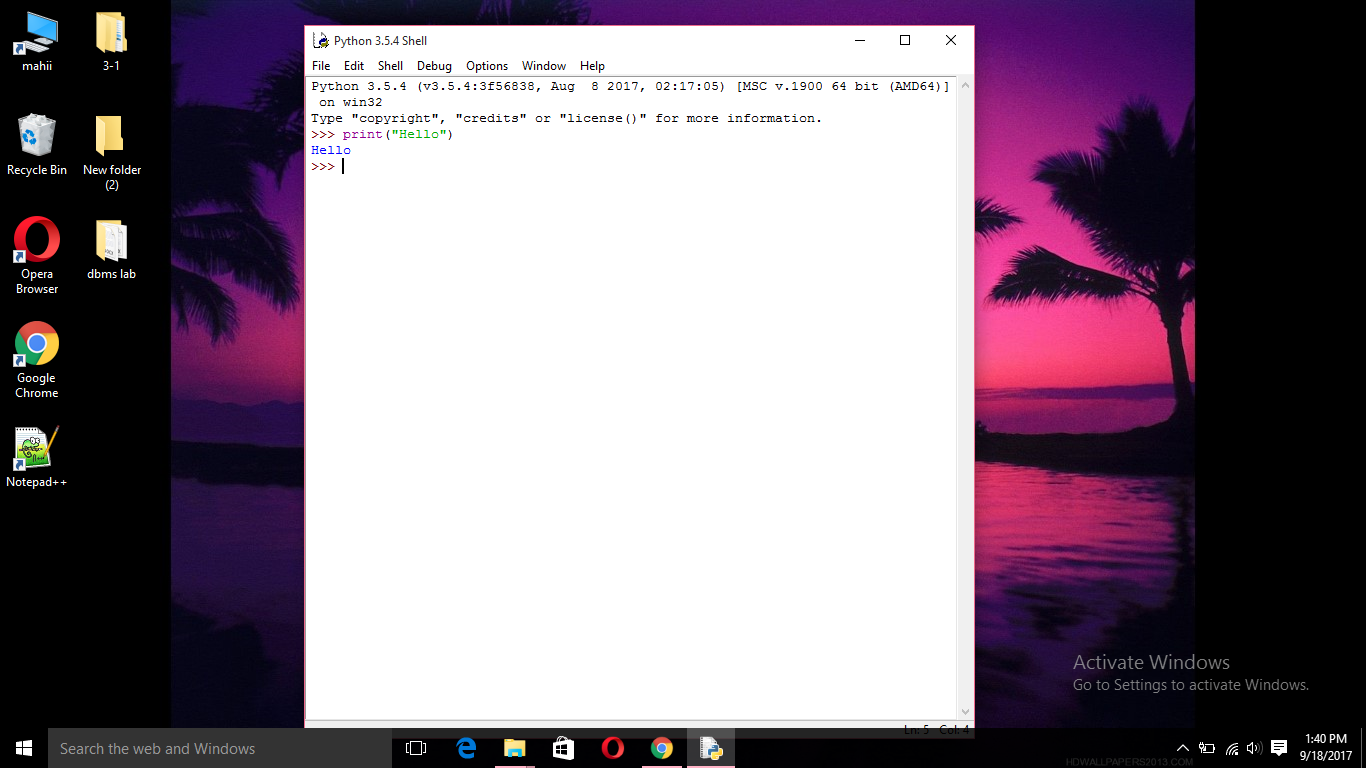 mahii
3-1
Recycle Bin
New folder
(2)
Opera
Browser
dbms lab
Google
Chrome
Notepad++
Python 3.5.4 Shell
File Edit Shell Debug Options Window Help
Python 3.5.4 (v3.5.4:3f56838, Aug  8 2017, 02:17:05) [MSC v.1900 64 bit (AMD64)]
 on win32
Type "copyright", "credits" or "license()" for more information.
>>> print("Hello")
Hello
>>>
Ln: 5 Col: 4
Activate Windows
Go to Settings to activate Windows.
HDWALLPAPERS2013.COM
Search the web and Windows
1:40 PM
9/18/2017